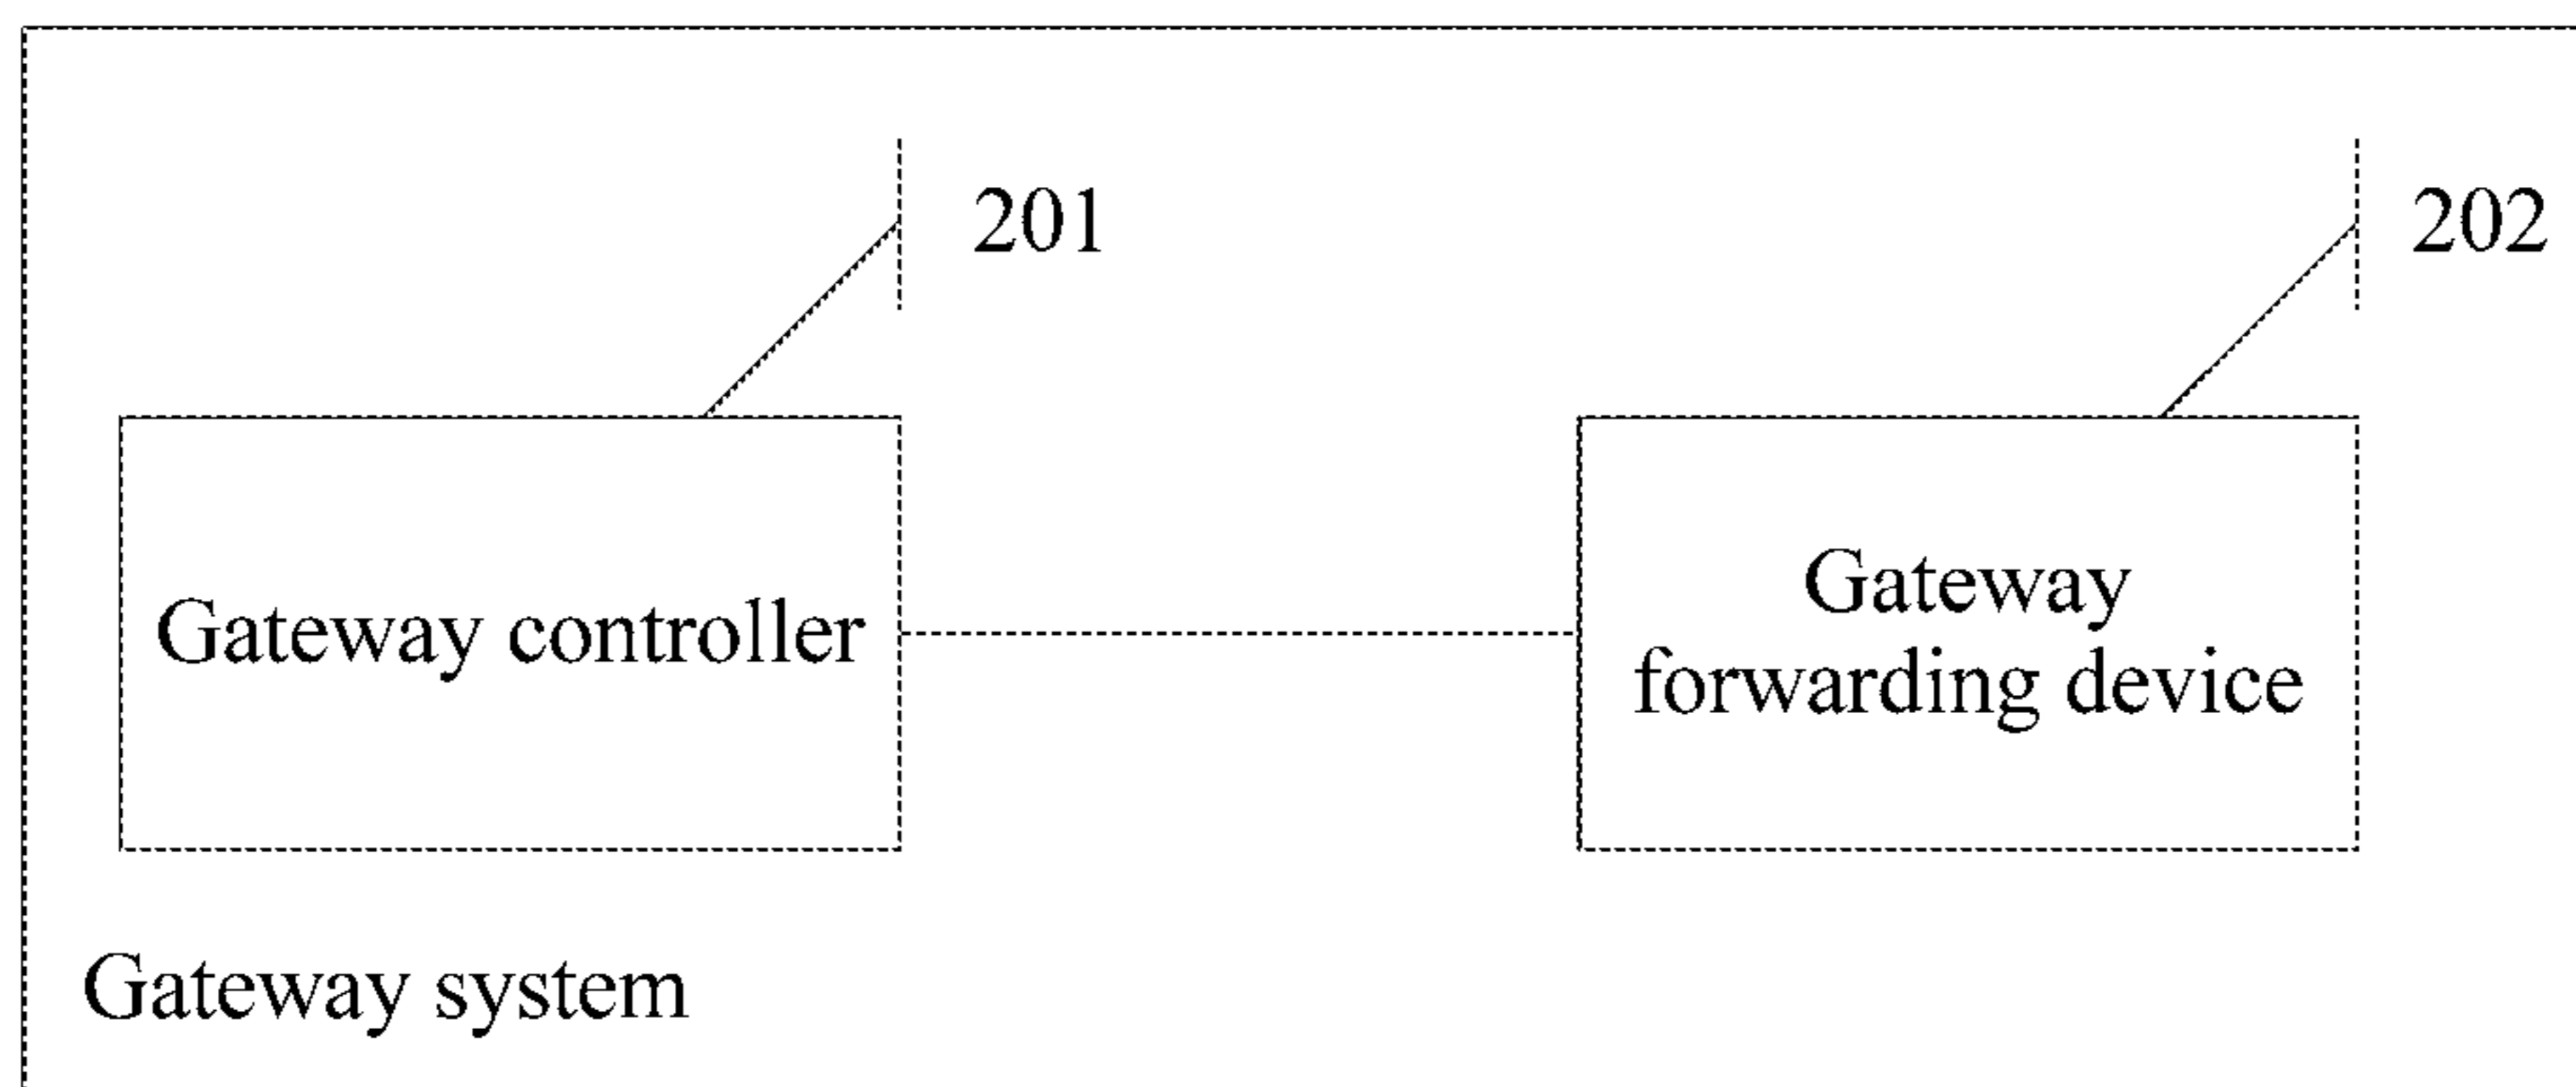 201
202
Gateway controller
Gateway
forwarding device
Gateway system